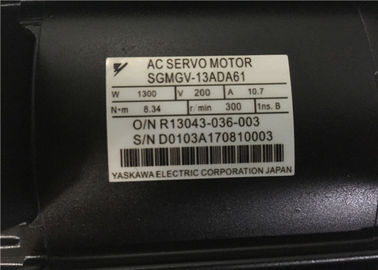 AC SERVO MOTOR
SGMGV-13ADA61
W 1300 V 200 A 10.7
N·m 8.34 r/min 300 1ns. B
O/N R13043-036-003
S/N D0103A170810003
YASKAWA ELECTRIC CORPORATION JAPAN